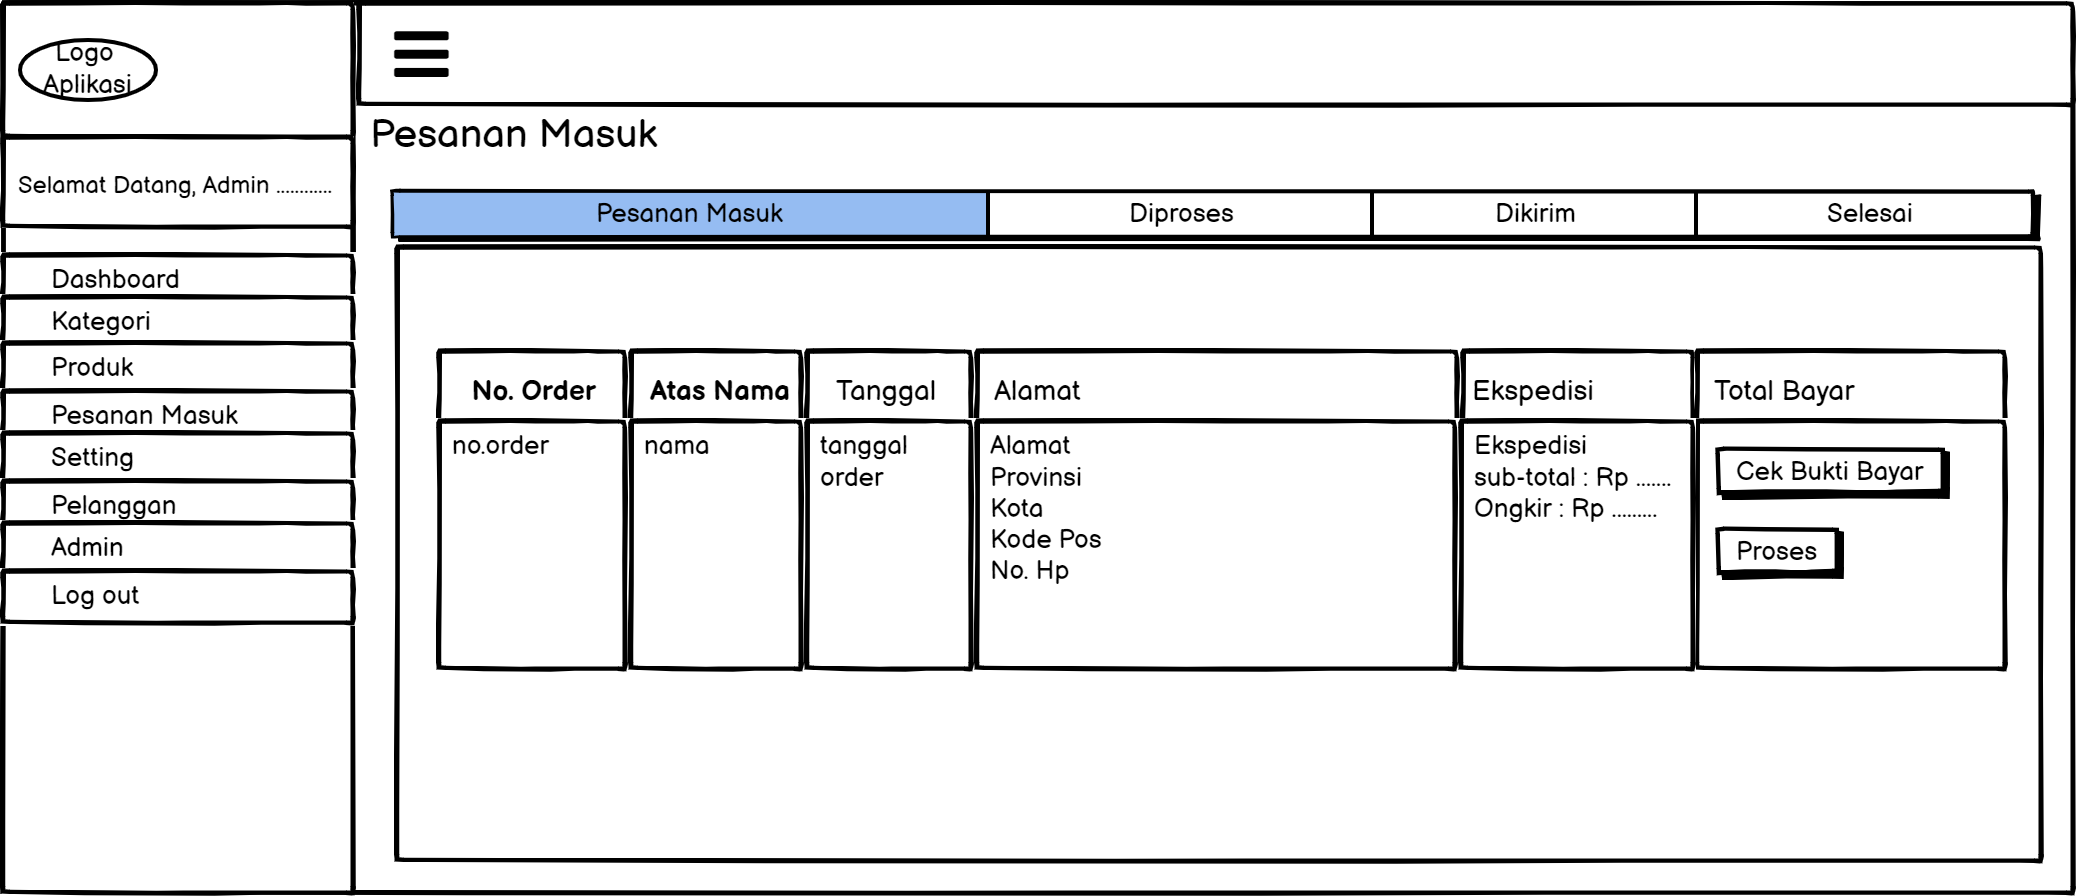 Logo
Aplikasi
Selamat Datang, Admin ............
Dashboard
Kategori
Produk
Pesanan Masuk
Setting
Pelanggan
Admin
Log out
Pesanan Masuk
Pesanan Masuk
Diproses
Dikirim
Selesai
No. Order
Atas Nama
Tanggal
Alamat
Ekspedisi
Total Bayar
no.order
nama
tanggal
order
Alamat
Provinsi
Kota
Kode Pos
No. Hp
Ekspedisi
sub-total : Rp .......
Ongkir : Rp .........
Cek Bukti Bayar
Proses